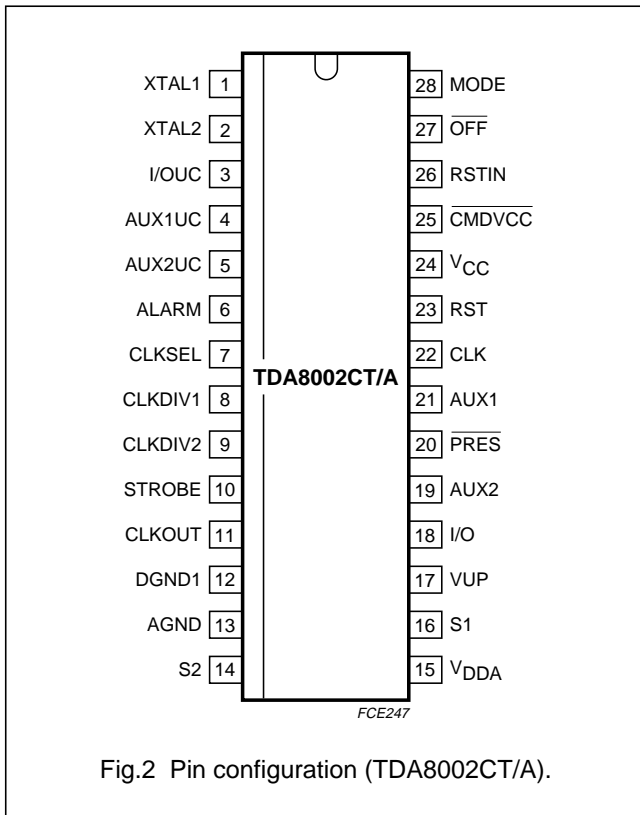 XTAL1 1 28 MODE
XTAL2 2 27 O̅F̅F̅
I/OUC 3 26 RSTIN
AUX1UC 4 25 C̅M̅D̅V̅C̅C̅
AUX2UC 5 24 VCC
ALARM 6 23 RST
CLKSEL 7 22 CLK
TDA8002CT/A
CLKDIV1 8 21 AUX1
CLKDIV2 9 20 P̅R̅E̅S̅
STROBE 10 19 AUX2
CLKOUT 11 18 I/O
DGND1 12 17 VUP
AGND 13 16 S1
S2 14 15 VDDA
FCE247
Fig.2 Pin configuration (TDA8002CT/A).